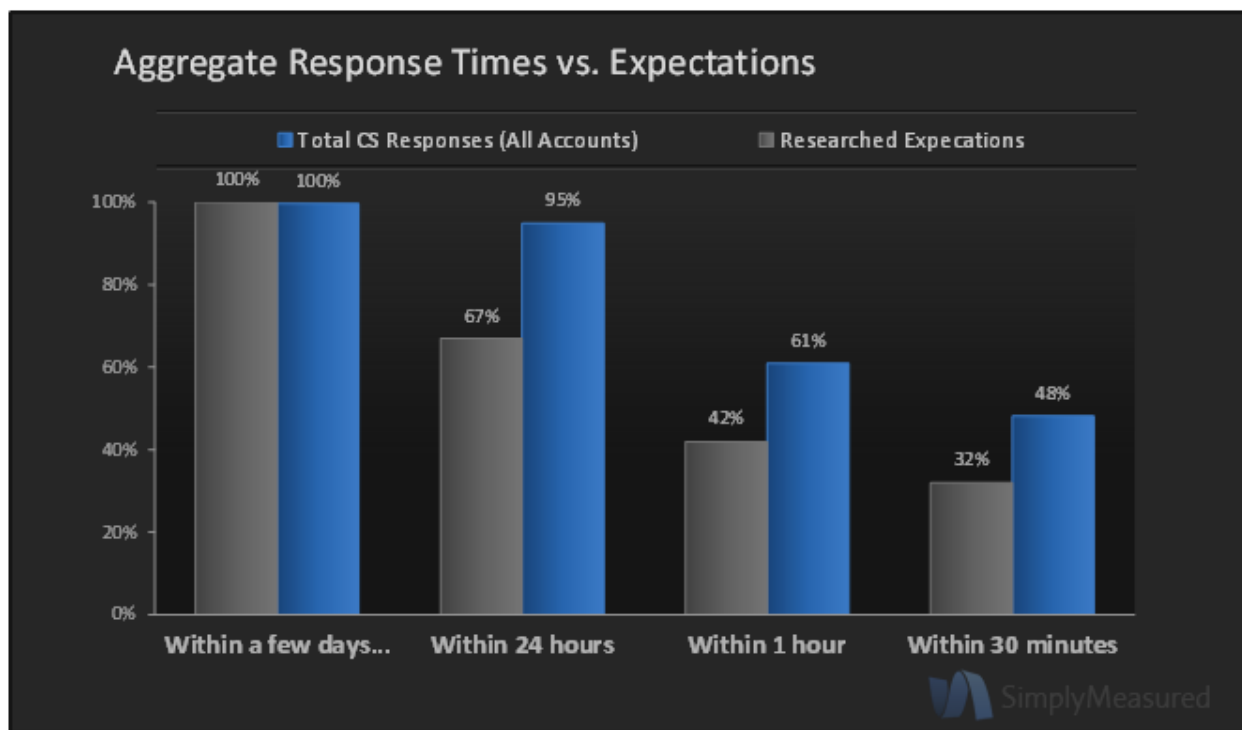 Aggregate Response Times vs. Expectations
Total CS Responses (All Accounts) Researched Expecations
100% 100%
100% 95%
80%
67%
60% 61%
42% 48%
40%
32%
20%
0%
Within a few days... Within 24 hours Within 1 hour Within 30 minutes
SimplyMeasured